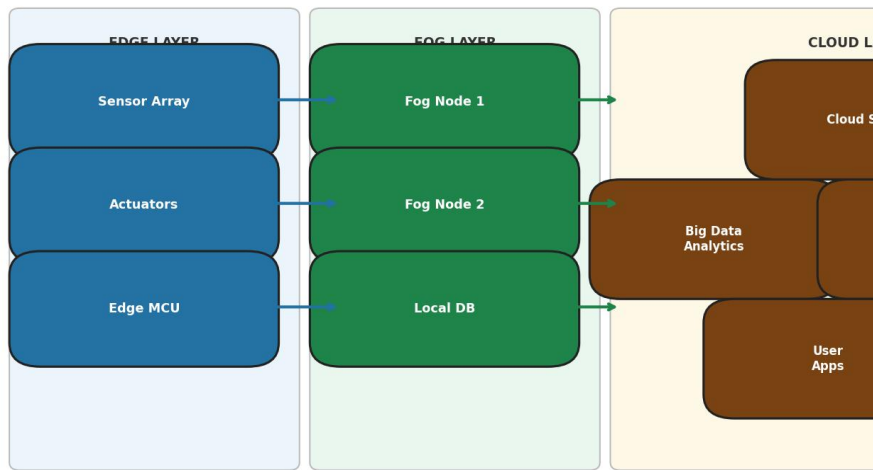 EDGE LAYER
Sensor Array
Actuators
Edge MCU
FOG LAYER
Fog Node 1
Fog Node 2
Local DB
CLOUD L
Cloud S
Big Data
Analytics
User
Apps